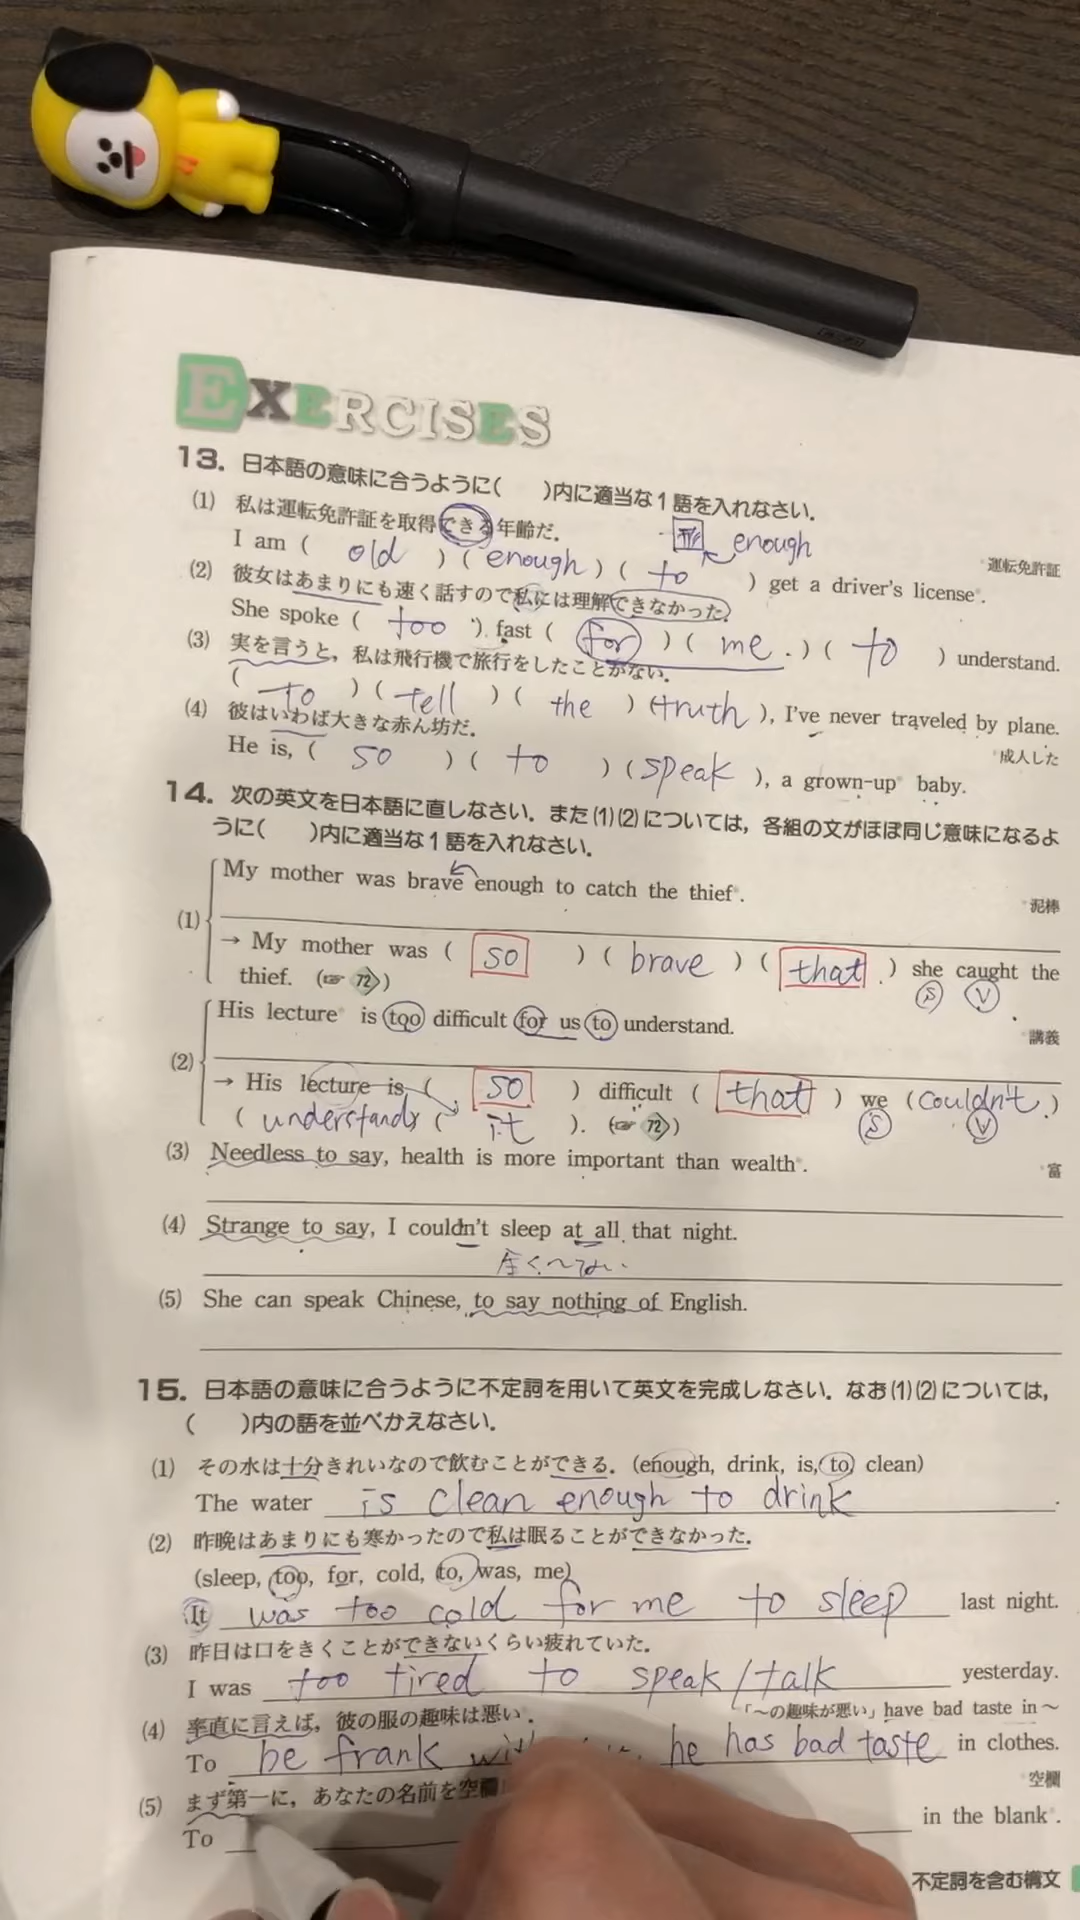 EXERCISES
13. 日本語の意味に合うように(　　)内に適当な1語を入れなさい.
(1) 私は運転免許証を取得できる年齢だ.
形 enough
I am ( old ) ( enough ) ( to ) get a driver's license*.
*運転免許証
(2) 彼女はあまりにも速く話すので私には理解できなかった.
She spoke ( too ) fast ( for ) ( me ) ( to ) understand.
(3) 実を言うと, 私は飛行機で旅行をしたことがない.
( To ) ( tell ) ( the ) ( truth ), I've never traveled by plane.
(4) 彼はいわば大きな赤ん坊だ.
*成人した
He is, ( so ) ( to ) ( speak ), a grown-up* baby.
14. 次の英文を日本語に直しなさい. また(1)(2)については, 各組の文がほぼ同じ意味になるよ
うに(　　)内に適当な1語を入れなさい.
(1) My mother was brave enough to catch the thief*.
*泥棒
→ My mother was ( so ) ( brave ) ( that ) she caught the
thief. (☞ 72)
S V
(2) His lecture* is too difficult for us to understand.
*講義
→ His lecture is ( so ) difficult ( that ) we (couldn't)
( understand ) ( it ). (☞ 72)
S V
(3) Needless to say, health is more important than wealth*.
*富
(4) Strange to say, I couldn't sleep at all that night.
全く〜ない
(5) She can speak Chinese, to say nothing of English.
15. 日本語の意味に合うように不定詞を用いて英文を完成しなさい. なお(1)(2)については,
(　　)内の語を並べかえなさい.
(1) その水は十分きれいなので飲むことができる. (enough, drink, is, to, clean)
The water is clean enough to drink.
(2) 昨晩はあまりにも寒かったので私は眠ることができなかった.
(sleep, too, for, cold, to, was, me)
It was too cold for me to sleep last night.
(3) 昨日は口をきくことができないくらい疲れていた.
I was too tired to speak/talk yesterday.
(4) 率直に言えば, 彼の服の趣味は悪い.
「〜の趣味が悪い」have bad taste in〜
To be frank he has bad taste in clothes.
(5) まず第一に, あなたの名前を空欄
*空欄
To in the blank*.
不定詞を含む構文